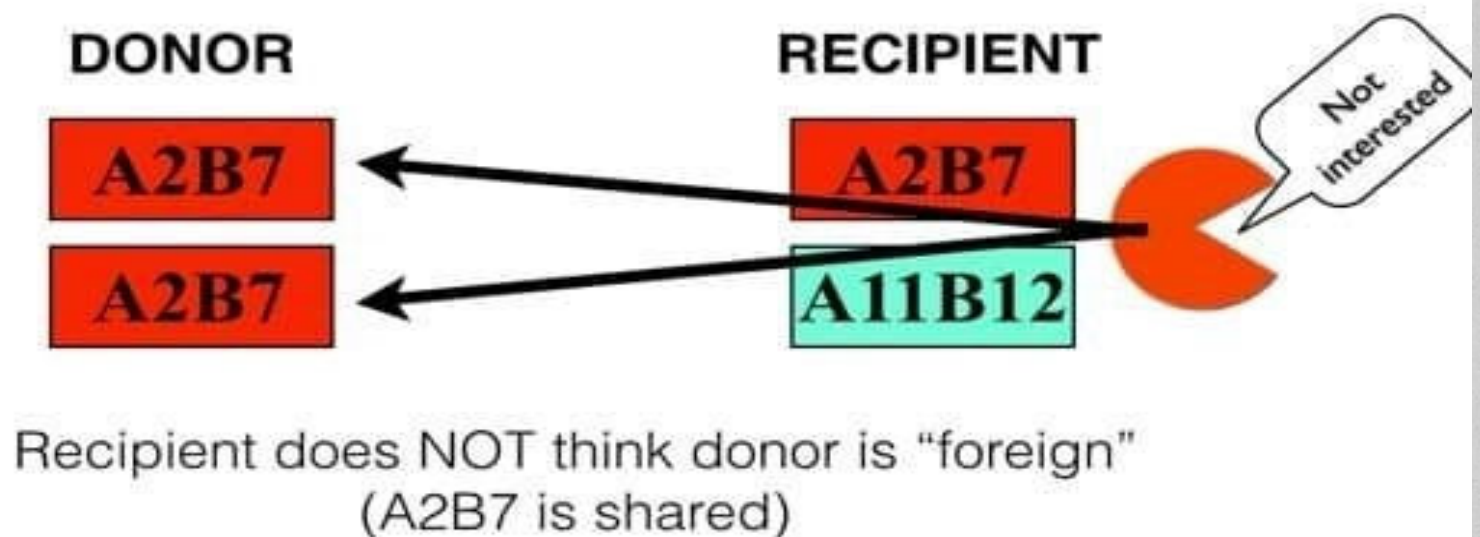 DONOR
RECIPIENT
Not
interested
A2B7
A2B7
A2B7
A11B12
Recipient does NOT think donor is “foreign”
(A2B7 is shared)